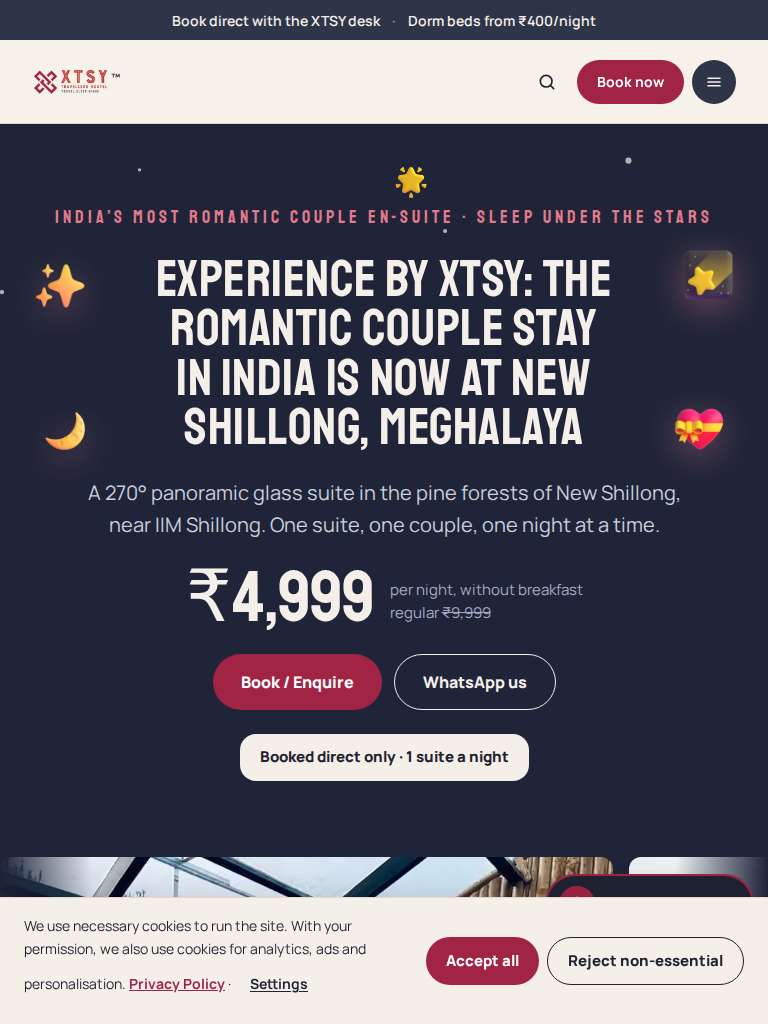 Book direct with the XTSY desk · Dorm beds from ₹400/night
XTSY™
TRAVELLERS HOSTEL
Book now
INDIA'S MOST ROMANTIC COUPLE EN-SUITE · SLEEP UNDER THE STARS
EXPERIENCE BY XTSY: THE
ROMANTIC COUPLE STAY
IN INDIA IS NOW AT NEW
SHILLONG, MEGHALAYA
A 270° panoramic glass suite in the pine forests of New Shillong,
near IIM Shillong. One suite, one couple, one night at a time.
₹4,999
per night, without breakfast
regular ₹9,999
Book / Enquire
WhatsApp us
Booked direct only · 1 suite a night
We use necessary cookies to run the site. With your
permission, we also use cookies for analytics, ads and
personalisation. Privacy Policy · Settings
Accept all
Reject non-essential